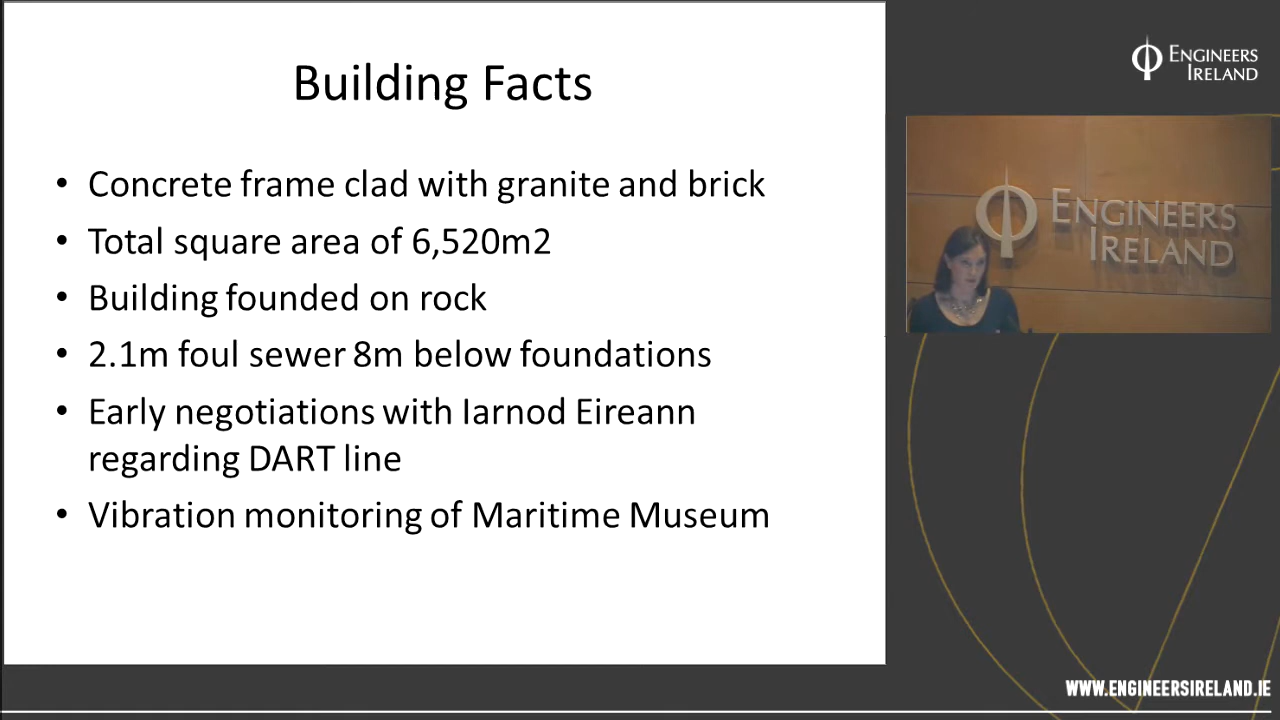 Building Facts
• Concrete frame clad with granite and brick
• Total square area of 6,520m2
• Building founded on rock
• 2.1m foul sewer 8m below foundations
• Early negotiations with Iarnod Eireann
regarding DART line
• Vibration monitoring of Maritime Museum
ENGINEERS
IRELAND
ENGINEERS
IRELAND
WWW.ENGINEERSIRELAND.IE